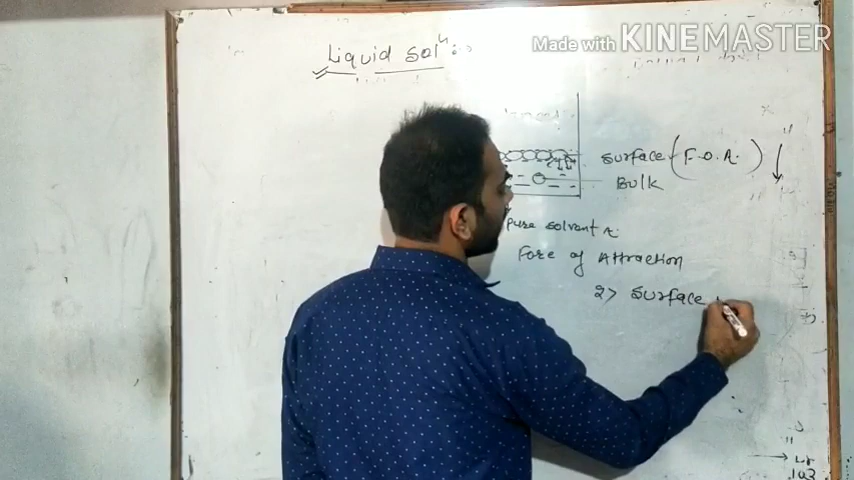 Made with KINEMASTER
Liquid solⁿ :→
surface (F.O.A.) ↓
Bulk
Pure solvent A.
Force of Attraction
2> Surface